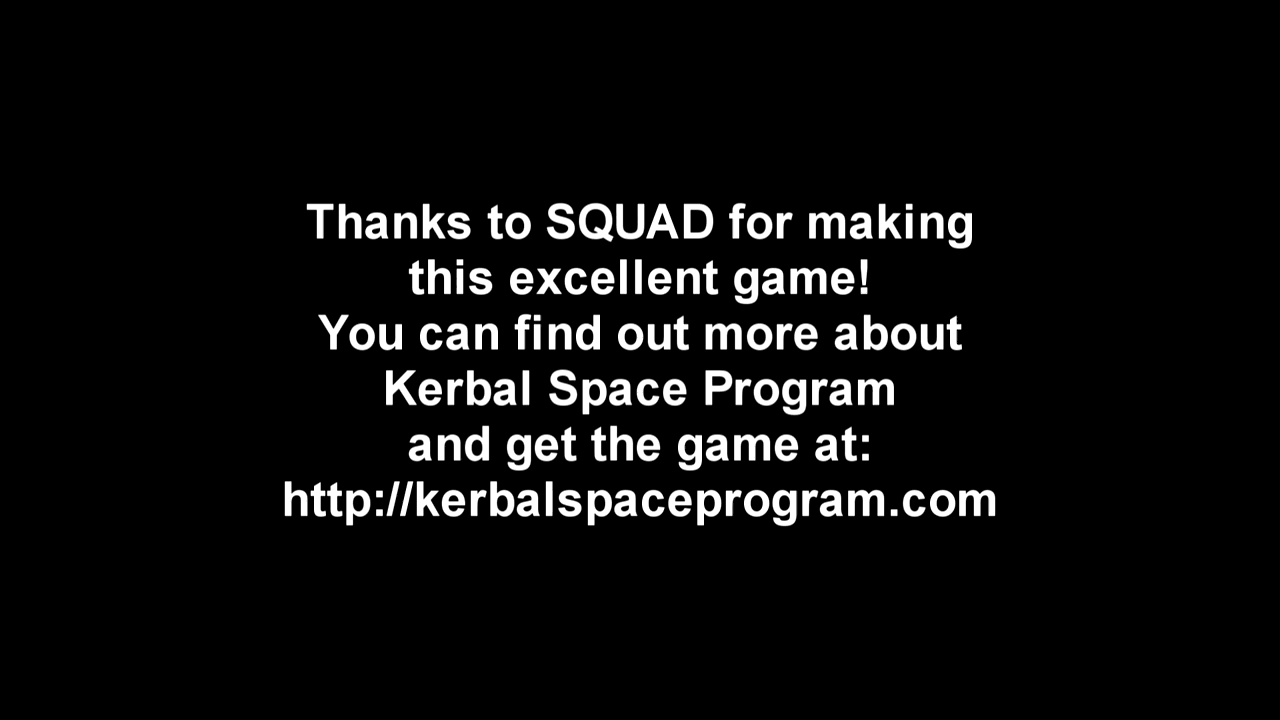 Thanks to SQUAD for making
this excellent game!
You can find out more about
Kerbal Space Program
and get the game at:
http://kerbalspaceprogram.com